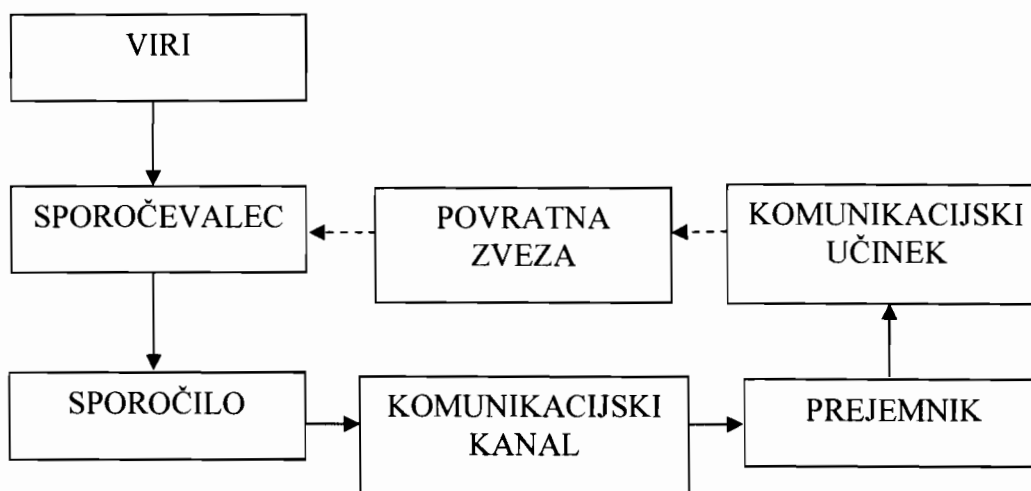 VIRI
SPOROČEVALEC
POVRATNA
ZVEZA
KOMUNIKACIJSKI
UČINEK
SPOROČILO
KOMUNIKACIJSKI
KANAL
PREJEMNIK